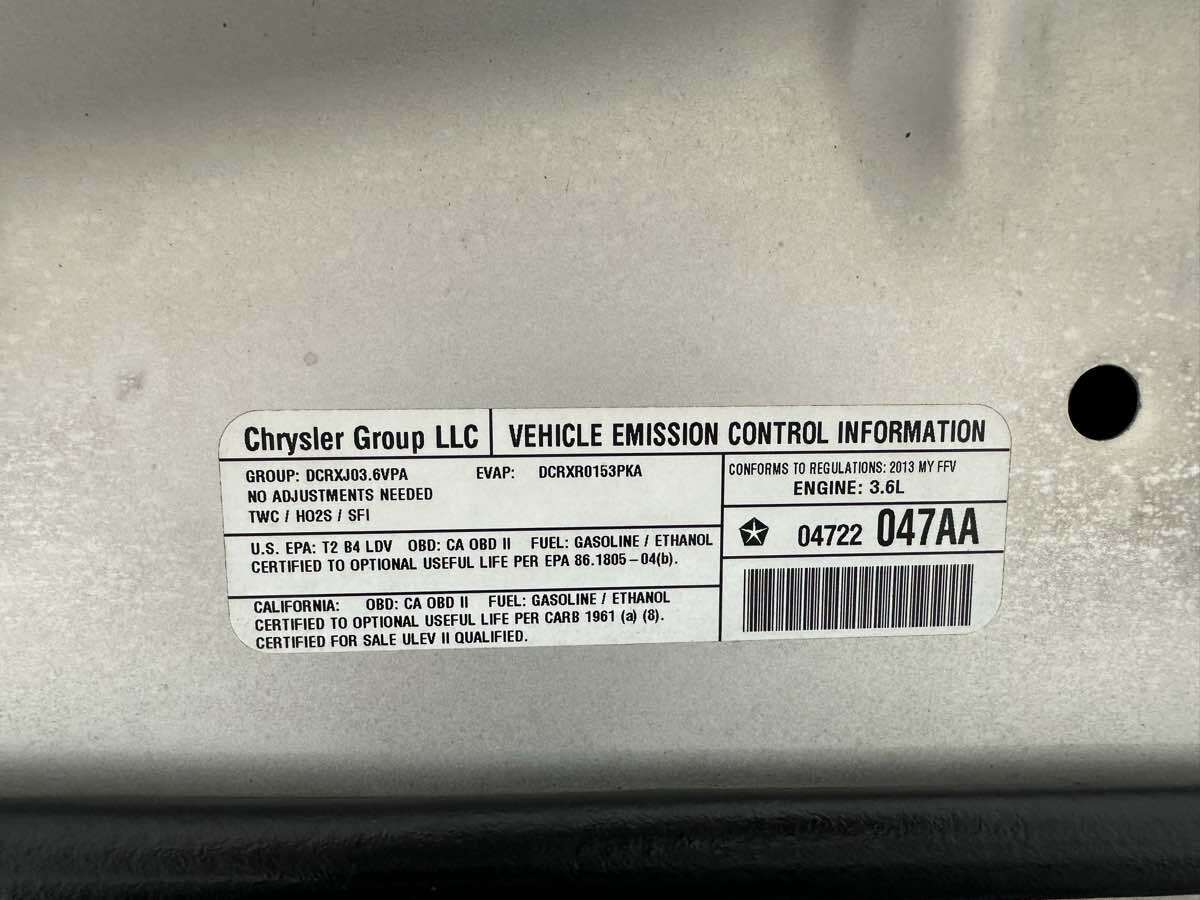 Chrysler Group LLC
VEHICLE EMISSION CONTROL INFORMATION
GROUP: DCRXJ03.6VPA EVAP: DCRXR0153PKA
NO ADJUSTMENTS NEEDED
TWC / HO2S / SFI
CONFORMS TO REGULATIONS: 2013 MY FFV
ENGINE: 3.6L
04722 047AA
U.S. EPA: T2 B4 LDV OBD: CA OBD II FUEL: GASOLINE / ETHANOL
CERTIFIED TO OPTIONAL USEFUL LIFE PER EPA 86.1805-04(b).
CALIFORNIA: OBD: CA OBD II FUEL: GASOLINE / ETHANOL
CERTIFIED TO OPTIONAL USEFUL LIFE PER CARB 1961 (a) (8).
CERTIFIED FOR SALE ULEV II QUALIFIED.